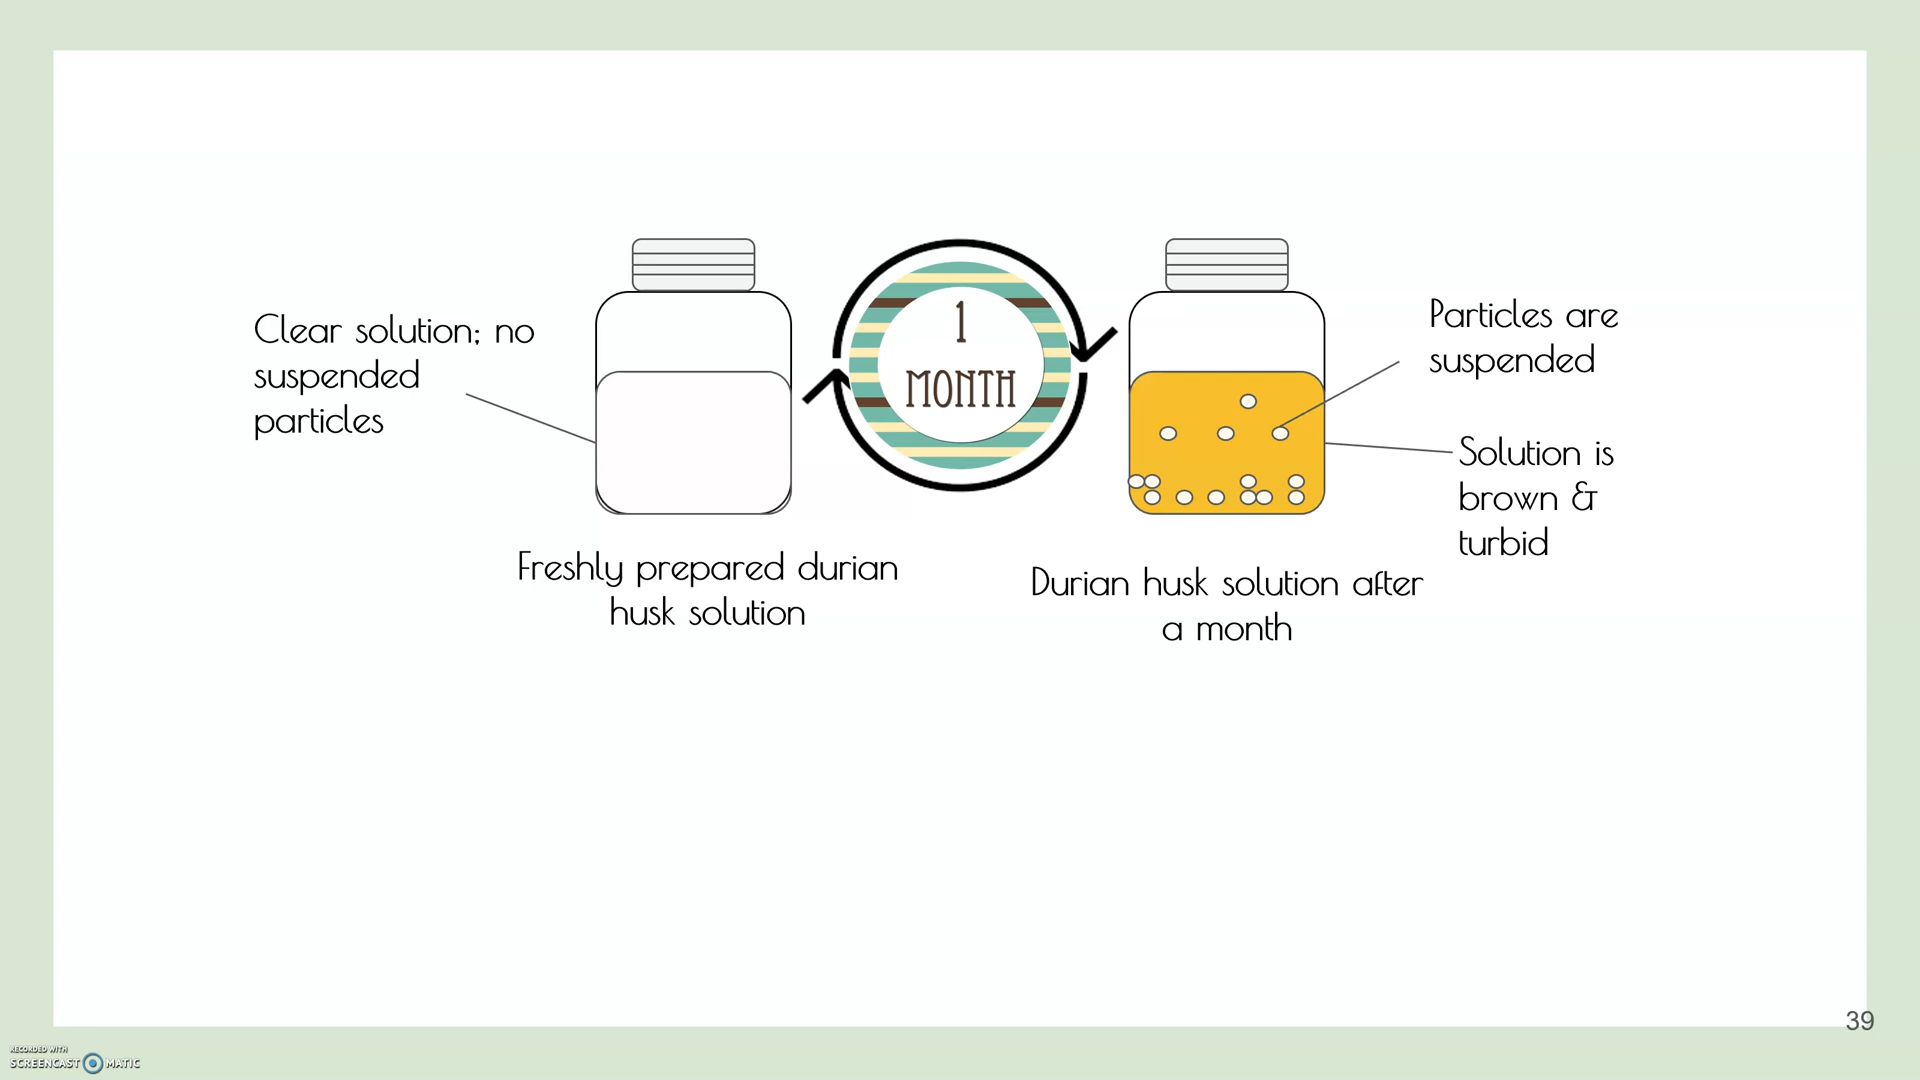 Clear solution; no
suspended
particles
1
MONTH
Particles are
suspended
Solution is
brown &
turbid
Freshly prepared durian
husk solution
Durian husk solution after
a month
39
RECORDED WITH
SCREENCAST MATIC